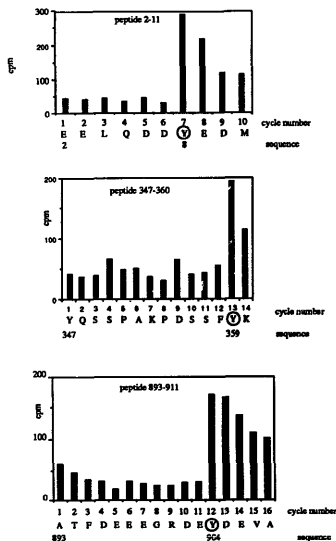 300
peptide 2-11
200
cpm
100
0
1 2 3 4 5 6 7 8 9 10 cycle number
E E L Q D D Y E D M sequence
2 8
200
peptide 347-360
cpm
100
0
1 2 3 4 5 6 7 8 9 10 11 12 13 14 cycle number
Y Q S S P A K P D S S F Y K sequence
347 359
200
peptide 893-911
cpm
100
0
1 2 3 4 5 6 7 8 9 10 11 12 13 14 15 16 cycle number
A T F D E E E G R D E Y D E V A sequence
893 904